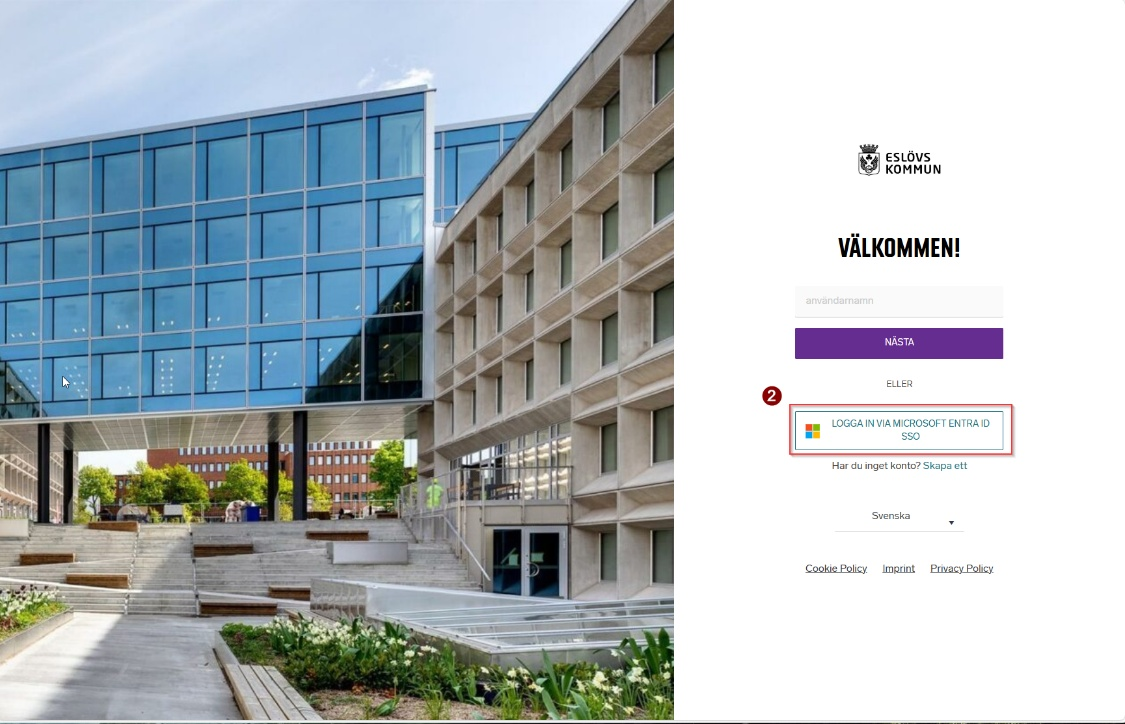 ESLÖVS
KOMMUN
VÄLKOMMEN!
användarnamn
NÄSTA
ELLER
2
LOGGA IN VIA MICROSOFT ENTRA ID
SSO
Har du inget konto? Skapa ett
Svenska
Cookie Policy Imprint Privacy Policy